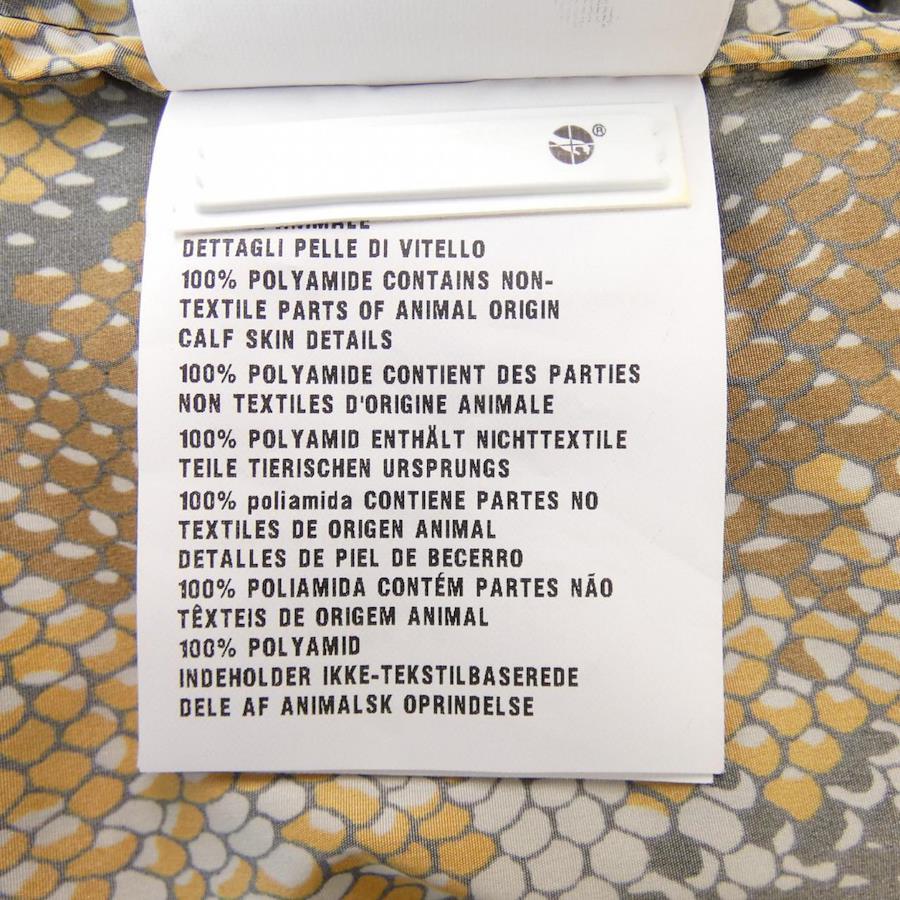 ®
ANIMALE
DETTAGLI PELLE DI VITELLO
100% POLYAMIDE CONTAINS NON-
TEXTILE PARTS OF ANIMAL ORIGIN
CALF SKIN DETAILS
100% POLYAMIDE CONTIENT DES PARTIES
NON TEXTILES D'ORIGINE ANIMALE
100% POLYAMID ENTHÄLT NICHTTEXTILE
TEILE TIERISCHEN URSPRUNGS
100% poliamida CONTIENE PARTES NO
TEXTILES DE ORIGEN ANIMAL
DETALLES DE PIEL DE BECERRO
100% POLIAMIDA CONTÉM PARTES NÃO
TÊXTEIS DE ORIGEM ANIMAL
100% POLYAMID
INDEHOLDER IKKE-TEKSTILBASEREDE
DELE AF ANIMALSK OPRINDELSE